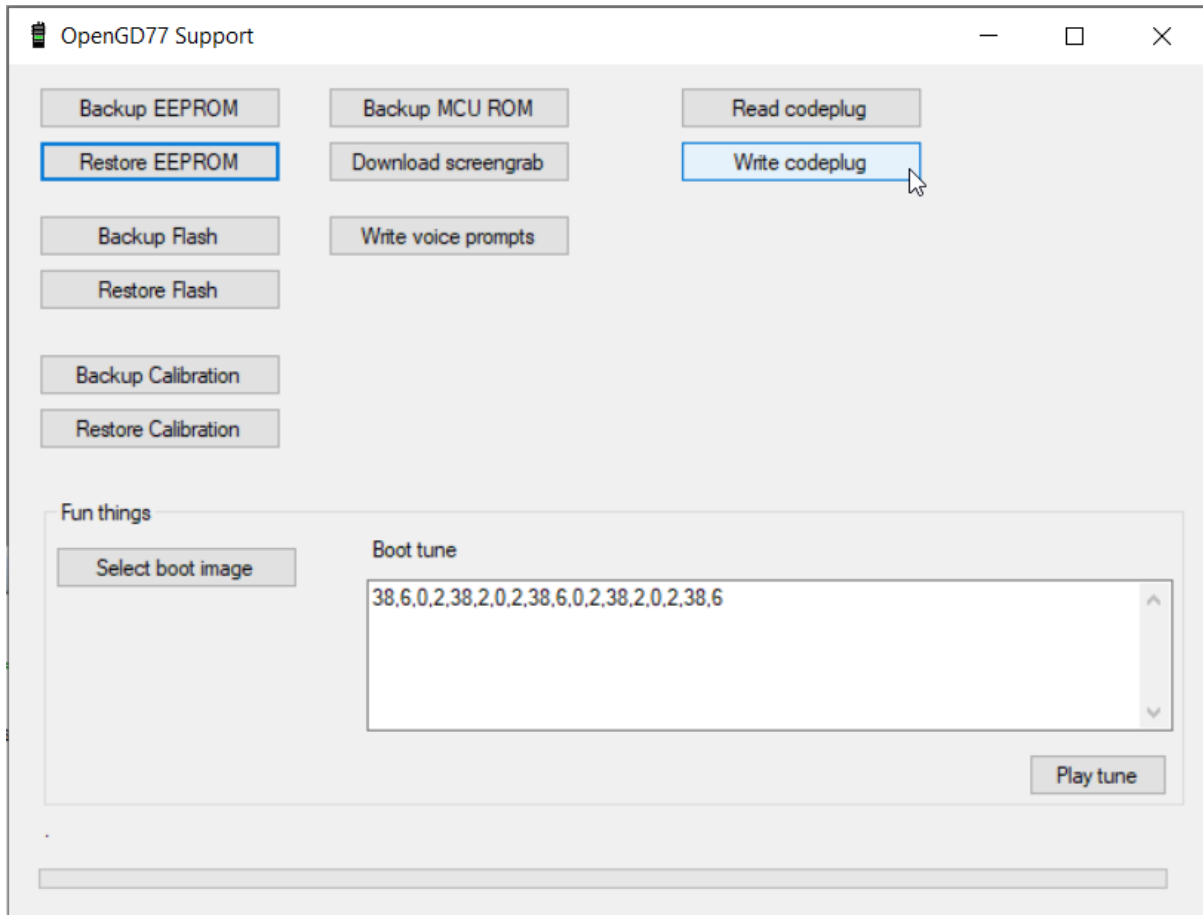 OpenGD77 Support
Backup EEPROM
Backup MCU ROM
Read codeplug
Restore EEPROM
Download screengrab
Write codeplug
Backup Flash
Write voice prompts
Restore Flash
Backup Calibration
Restore Calibration
Fun things
Select boot image
Boot tune
38,6,0,2,38,2,0,2,38,6,0,2,38,2,0,2,38,6
Play tune
.